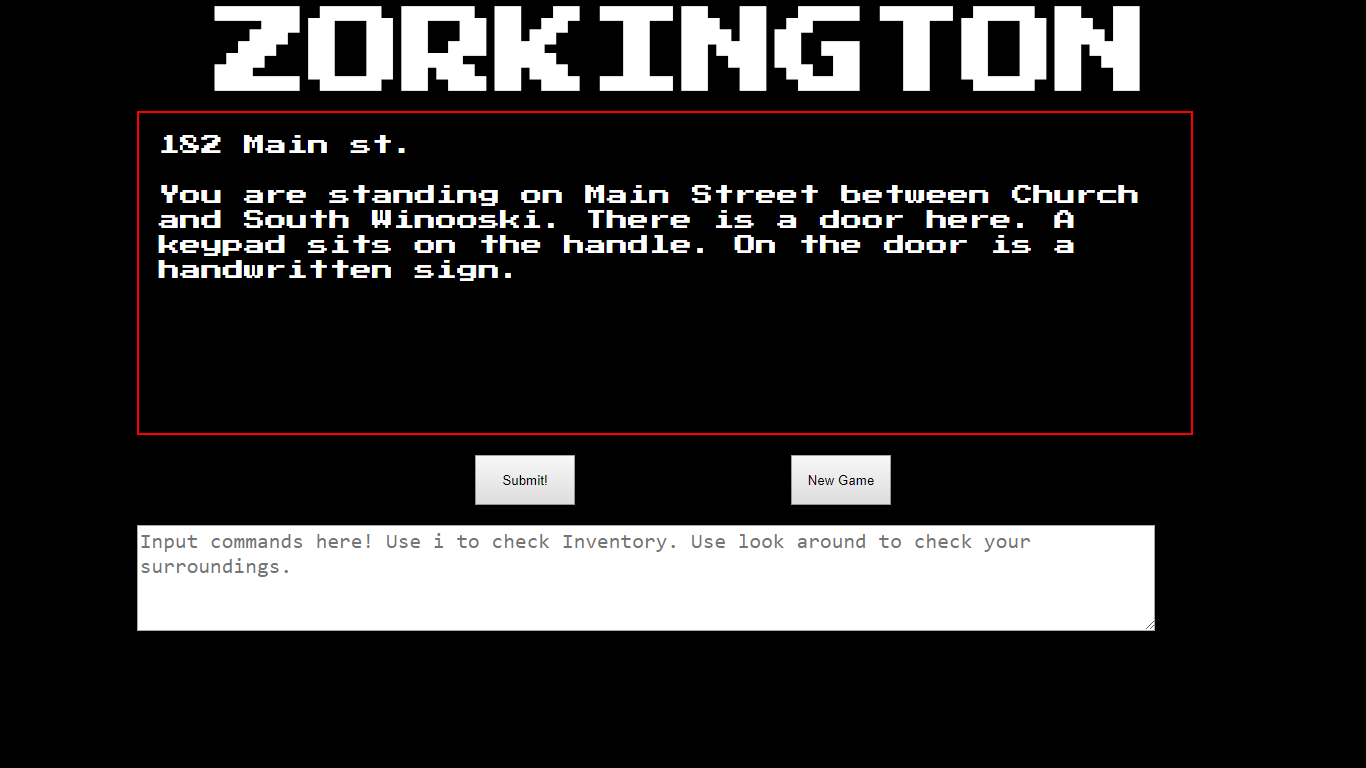 ZORKINGTON
182 Main st.
You are standing on Main Street between Church
and South Winooski. There is a door here. A
keypad sits on the handle. On the door is a
handwritten sign.
Submit!
New Game
Input commands here! Use i to check Inventory. Use look around to check your
surroundings.